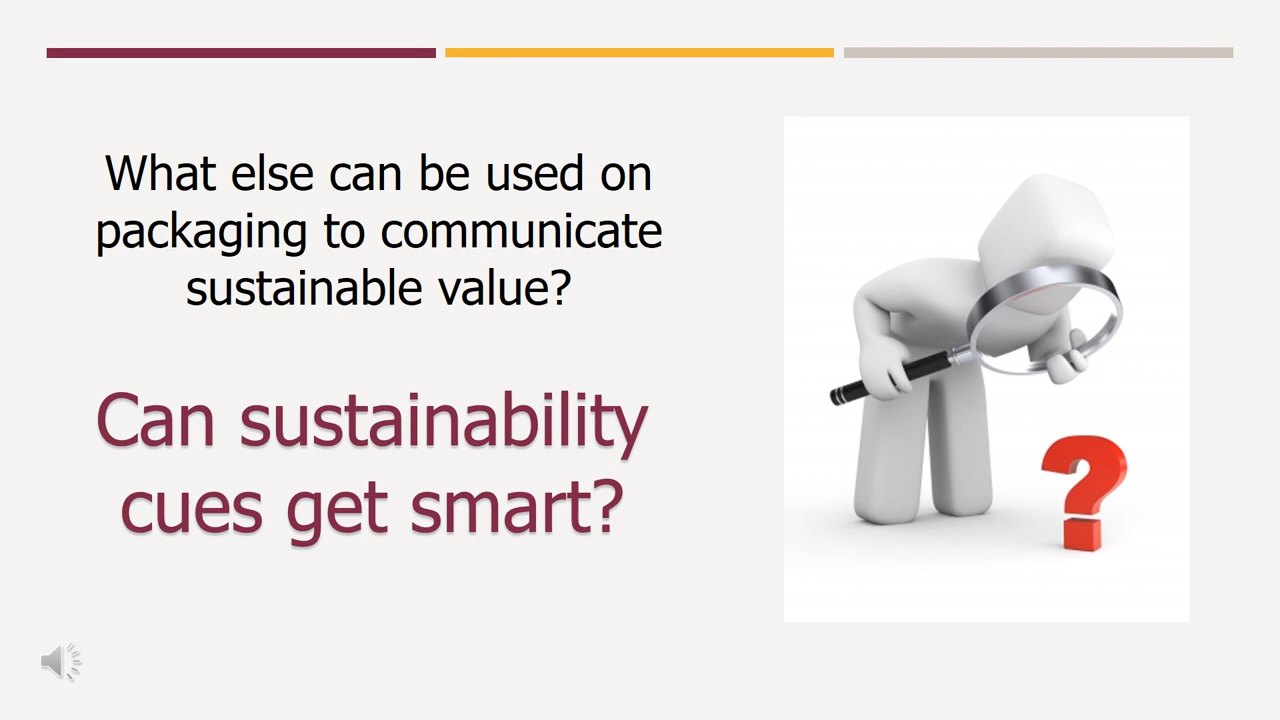 What else can be used on
packaging to communicate
sustainable value?
Can sustainability
cues get smart?
?